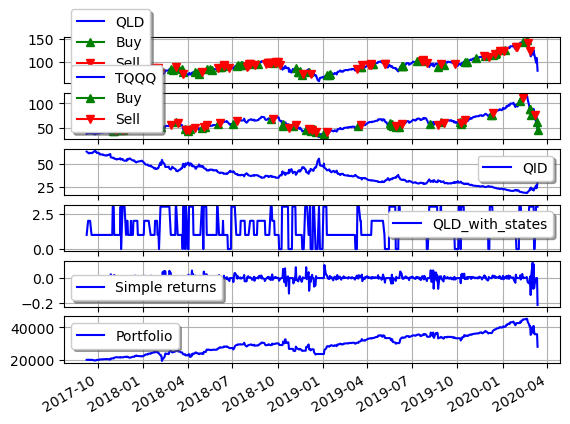 QLD
Buy
Sell
150
100
TQQQ
Buy
Sell
100
50
QID
50
25
QLD_with_states
2.5
0.0
Simple returns
0.0
−0.2
Portfolio
40000
20000
2017-10
2018-01
2018-04
2018-07
2018-10
2019-01
2019-04
2019-07
2019-10
2020-01
2020-04